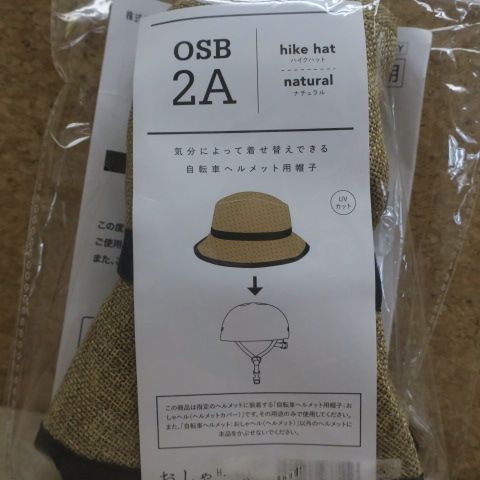 株式
OSB
2A
hike hat
ハイクハット
natural
ナチュラル
用
気分によって着せ替えできる
自転車ヘルメット用帽子
UV
カット
この度
ご使用
また、こ
この商品は指定のヘルメットに装着する「自転車ヘルメット用帽子:お
しゃヘル(ヘルメットカバー)」です。その用途のみで使用してください。
また、「自転車ヘルメット:おしゃヘル(ヘルメット)」以外のヘルメットに
本品をかぶせないでください。
おしゃ